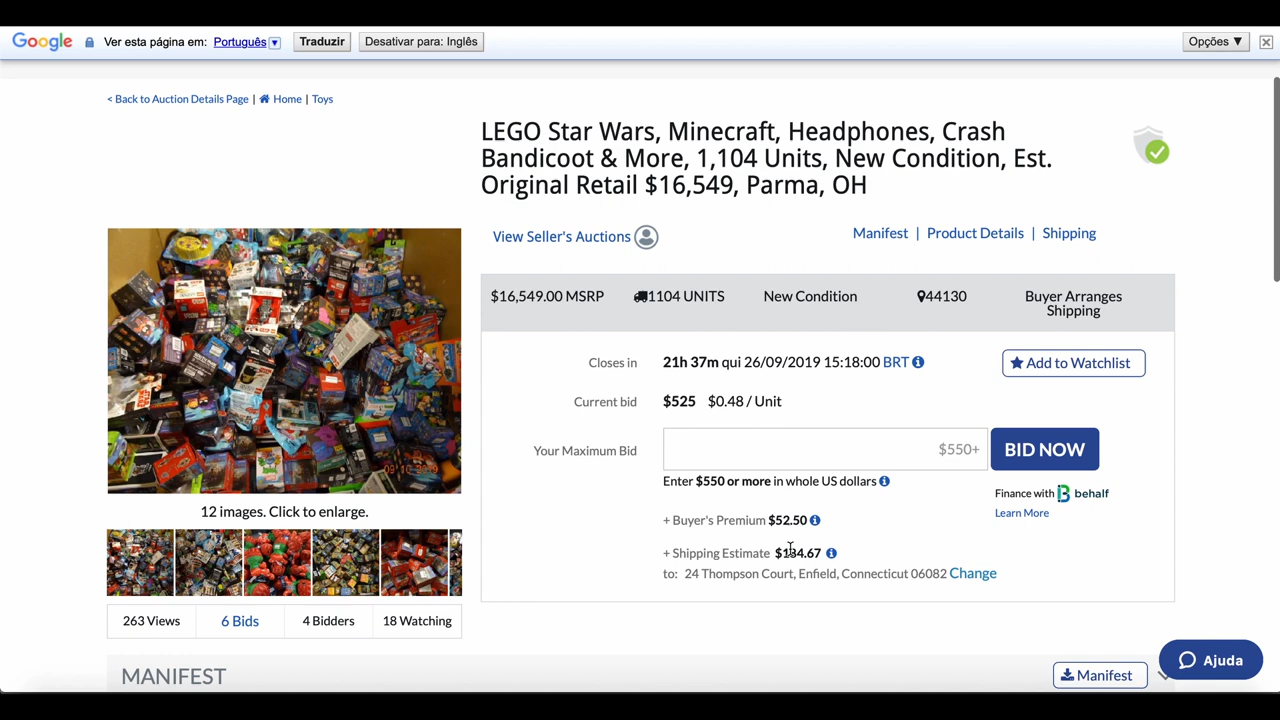 Google Ver esta página em: Português Traduzir Desativar para: Inglês Opções ▼
< Back to Auction Details Page | Home | Toys
LEGO Star Wars, Minecraft, Headphones, Crash
Bandicoot & More, 1,104 Units, New Condition, Est.
Original Retail $16,549, Parma, OH
View Seller's Auctions
Manifest | Product Details | Shipping
$16,549.00 MSRP 1104 UNITS New Condition 44130 Buyer Arranges
Shipping
Closes in 21h 37m qui 26/09/2019 15:18:00 BRT
Add to Watchlist
Current bid $525 $0.48 / Unit
Your Maximum Bid $550+ BID NOW
Enter $550 or more in whole US dollars
Finance with behalf
Learn More
+ Buyer's Premium $52.50
+ Shipping Estimate $134.67
to: 24 Thompson Court, Enfield, Connecticut 06082 Change
12 images. Click to enlarge.
263 Views 6 Bids 4 Bidders 18 Watching
MANIFEST
Manifest
Ajuda